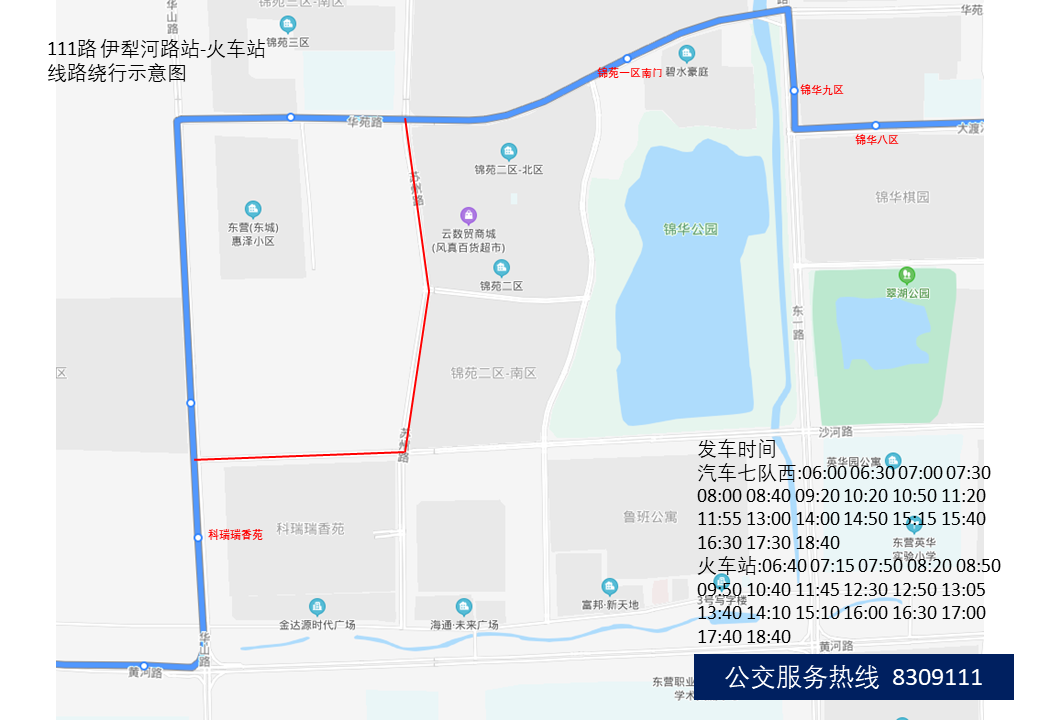 华山路
锦苑三区-南区
路
华苑
锦苑三区
111路 伊犁河路站-火车站
线路绕行示意图
锦苑一区南门
碧水豪庭
锦华九区
华苑路
大渡
锦华八区
锦苑二区-北区
苏州路
锦华棋园
云数贸商城
(风真百货超市)
东营(东城)
惠泽小区
锦华公园
锦苑二区
翠湖公园
东一路
区
锦苑二区-南区
苏州路
沙河路
发车时间
英华园公寓
汽车七队西:06:00 06:30 07:00 07:30
08:00 08:40 09:20 10:20 10:50 11:20
11:55 13:00 14:00 14:50 15:15 15:40
16:30 17:30 18:40
火车站:06:40 07:15 07:50 08:20 08:50
09:50 10:40 11:45 12:30 12:50 13:05
13:40 14:10 15:10 16:00 16:30 17:00
17:40 18:40
鲁班公寓
科瑞瑞香苑
科瑞瑞香苑
东营英华
实验小学
富邦·新天地
3号写字楼
金达源时代广场
海通·未来广场
华山路
黄河路
黄河路
东营职业
学术
公交服务热线 8309111